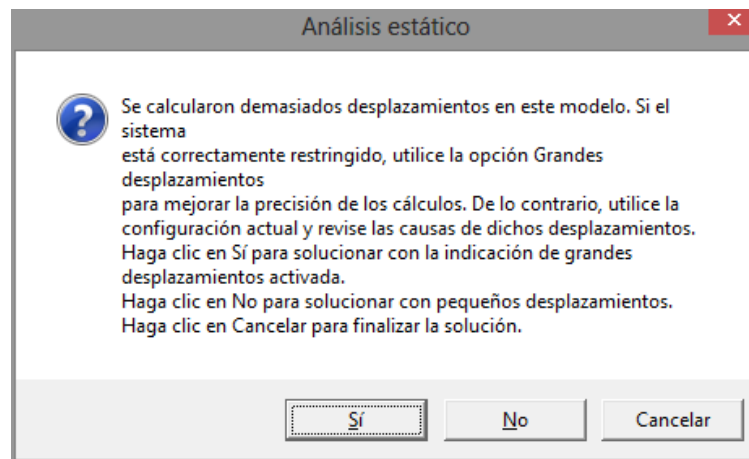 Análisis estático
Se calcularon demasiados desplazamientos en este modelo. Si el
sistema
está correctamente restringido, utilice la opción Grandes
desplazamientos
para mejorar la precisión de los cálculos. De lo contrario, utilice la
configuración actual y revise las causas de dichos desplazamientos.
Haga clic en Sí para solucionar con la indicación de grandes
desplazamientos activada.
Haga clic en No para solucionar con pequeños desplazamientos.
Haga clic en Cancelar para finalizar la solución.
Sí
No
Cancelar